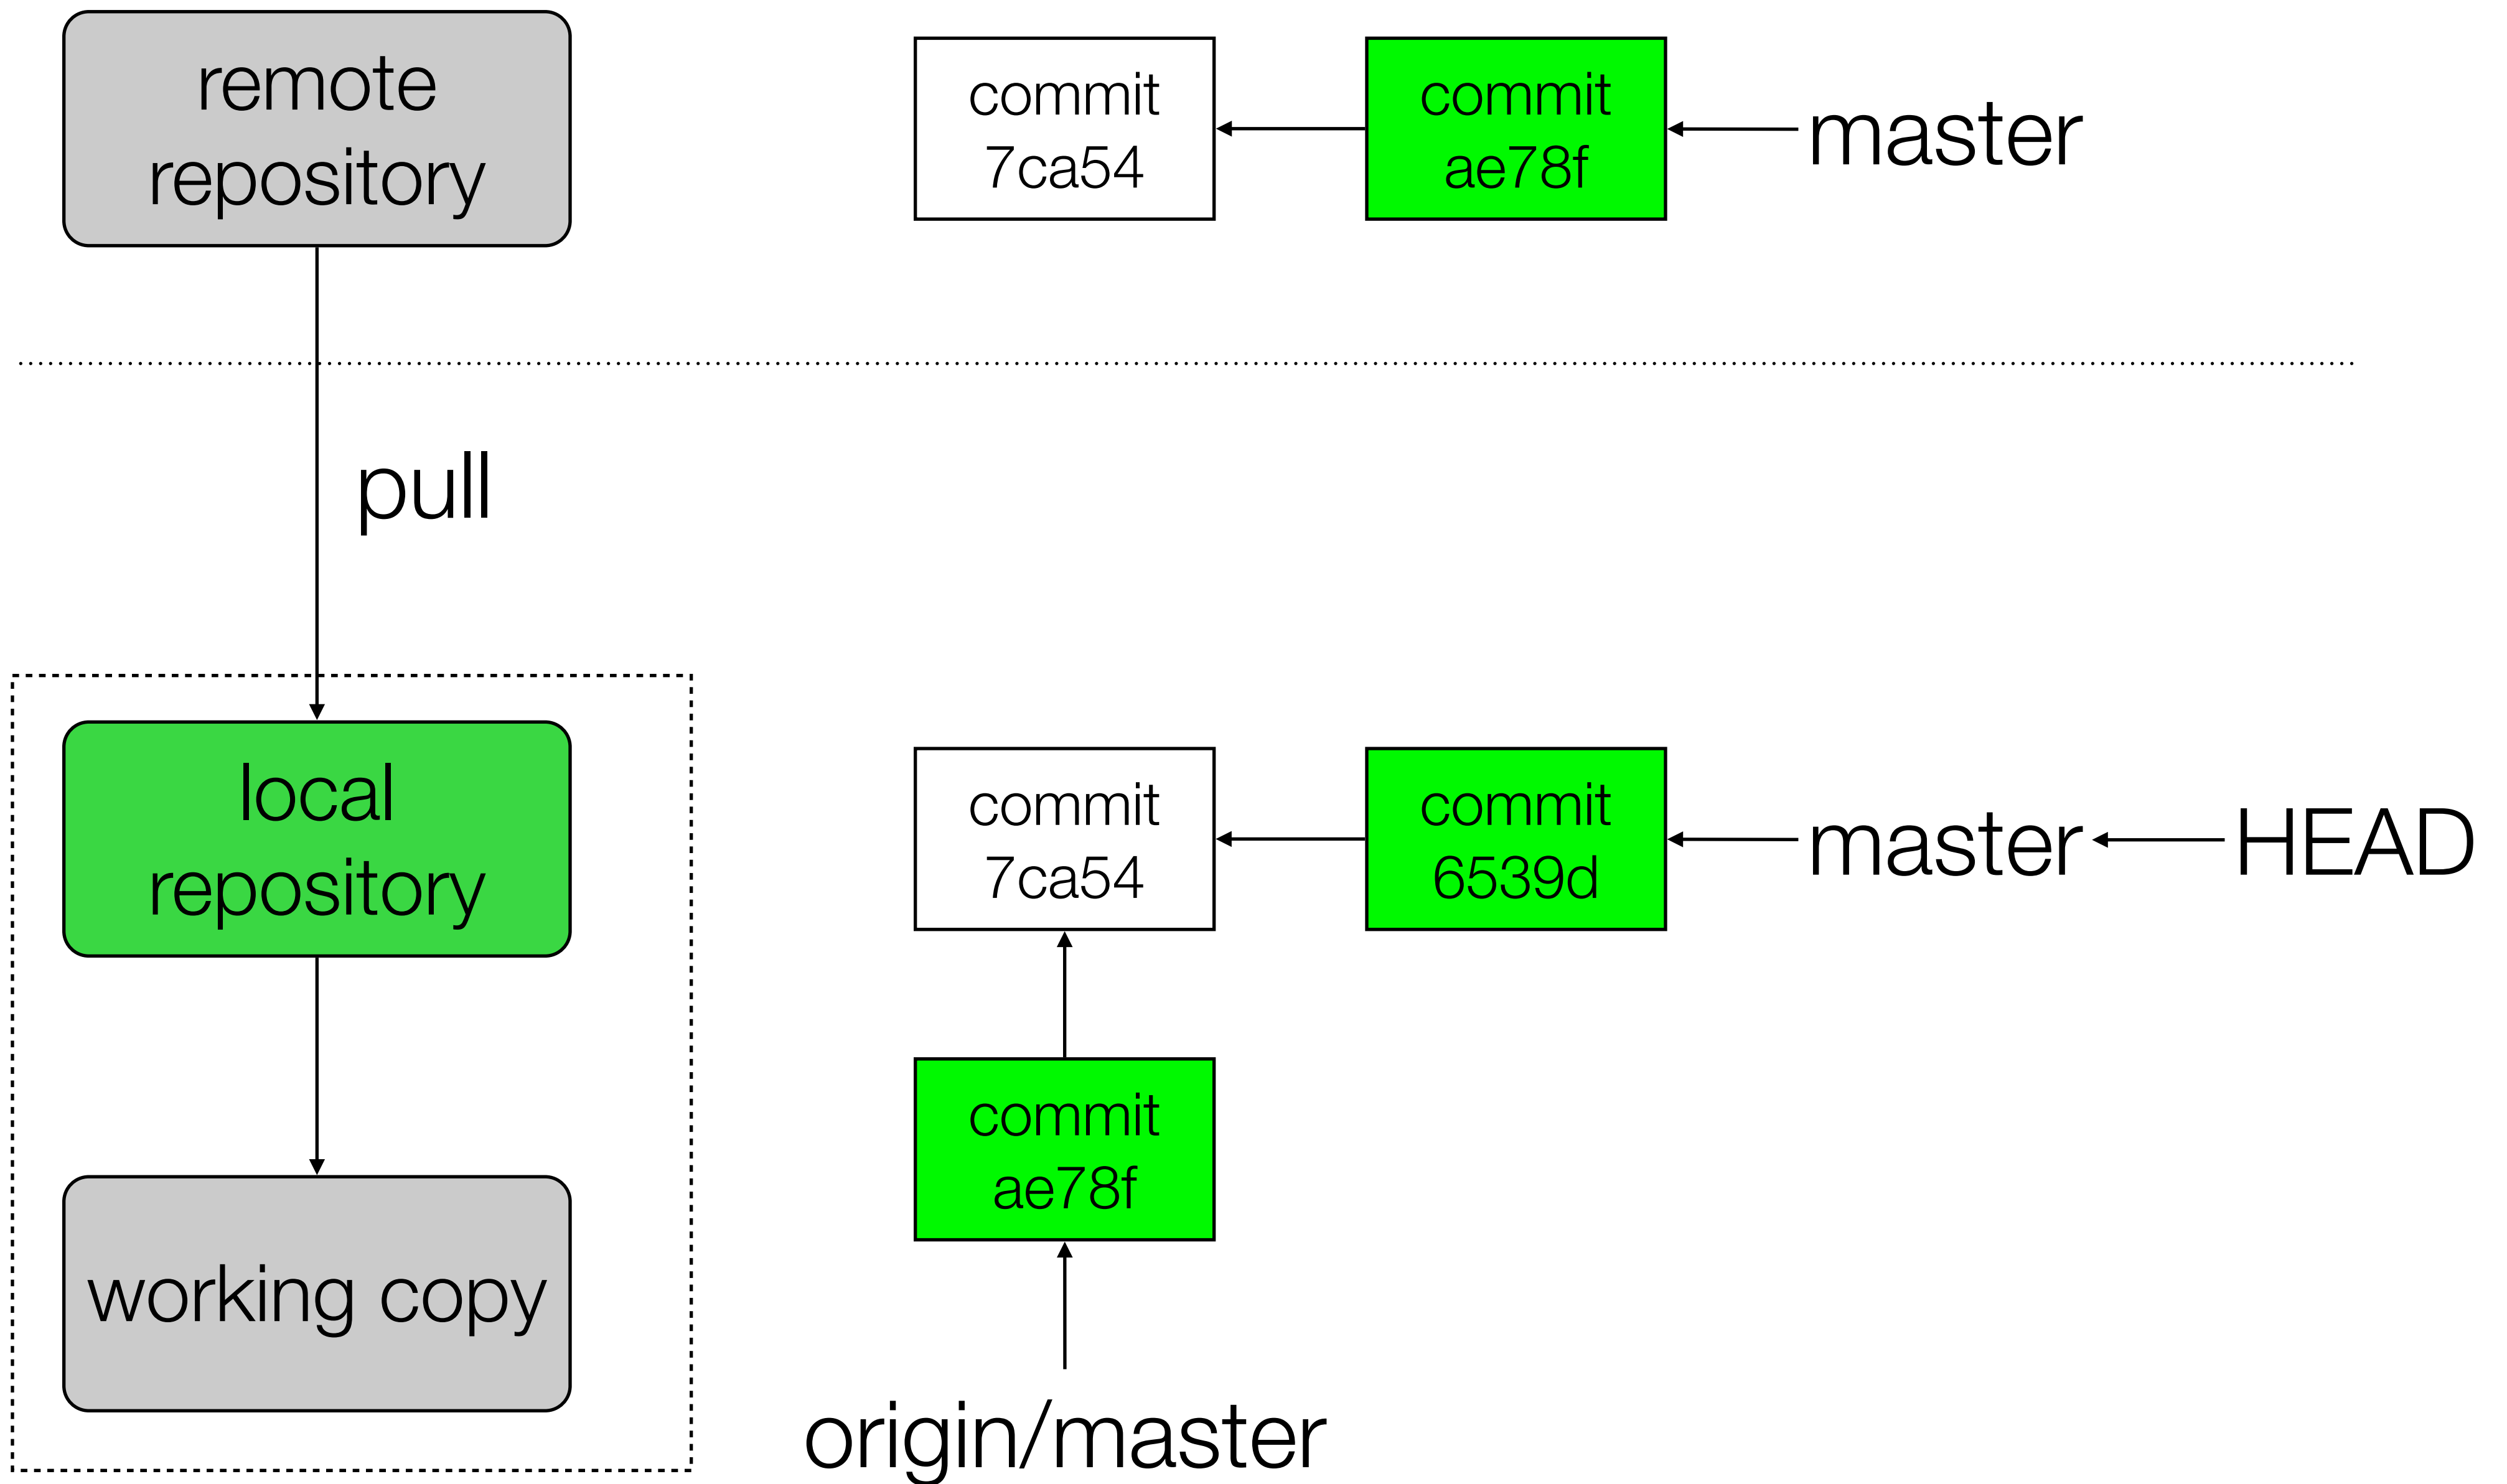 remote
repository
commit
7ca54
commit
ae78f
master
pull
local
repository
commit
7ca54
commit
6539d
master
HEAD
commit
ae78f
working copy
origin/master